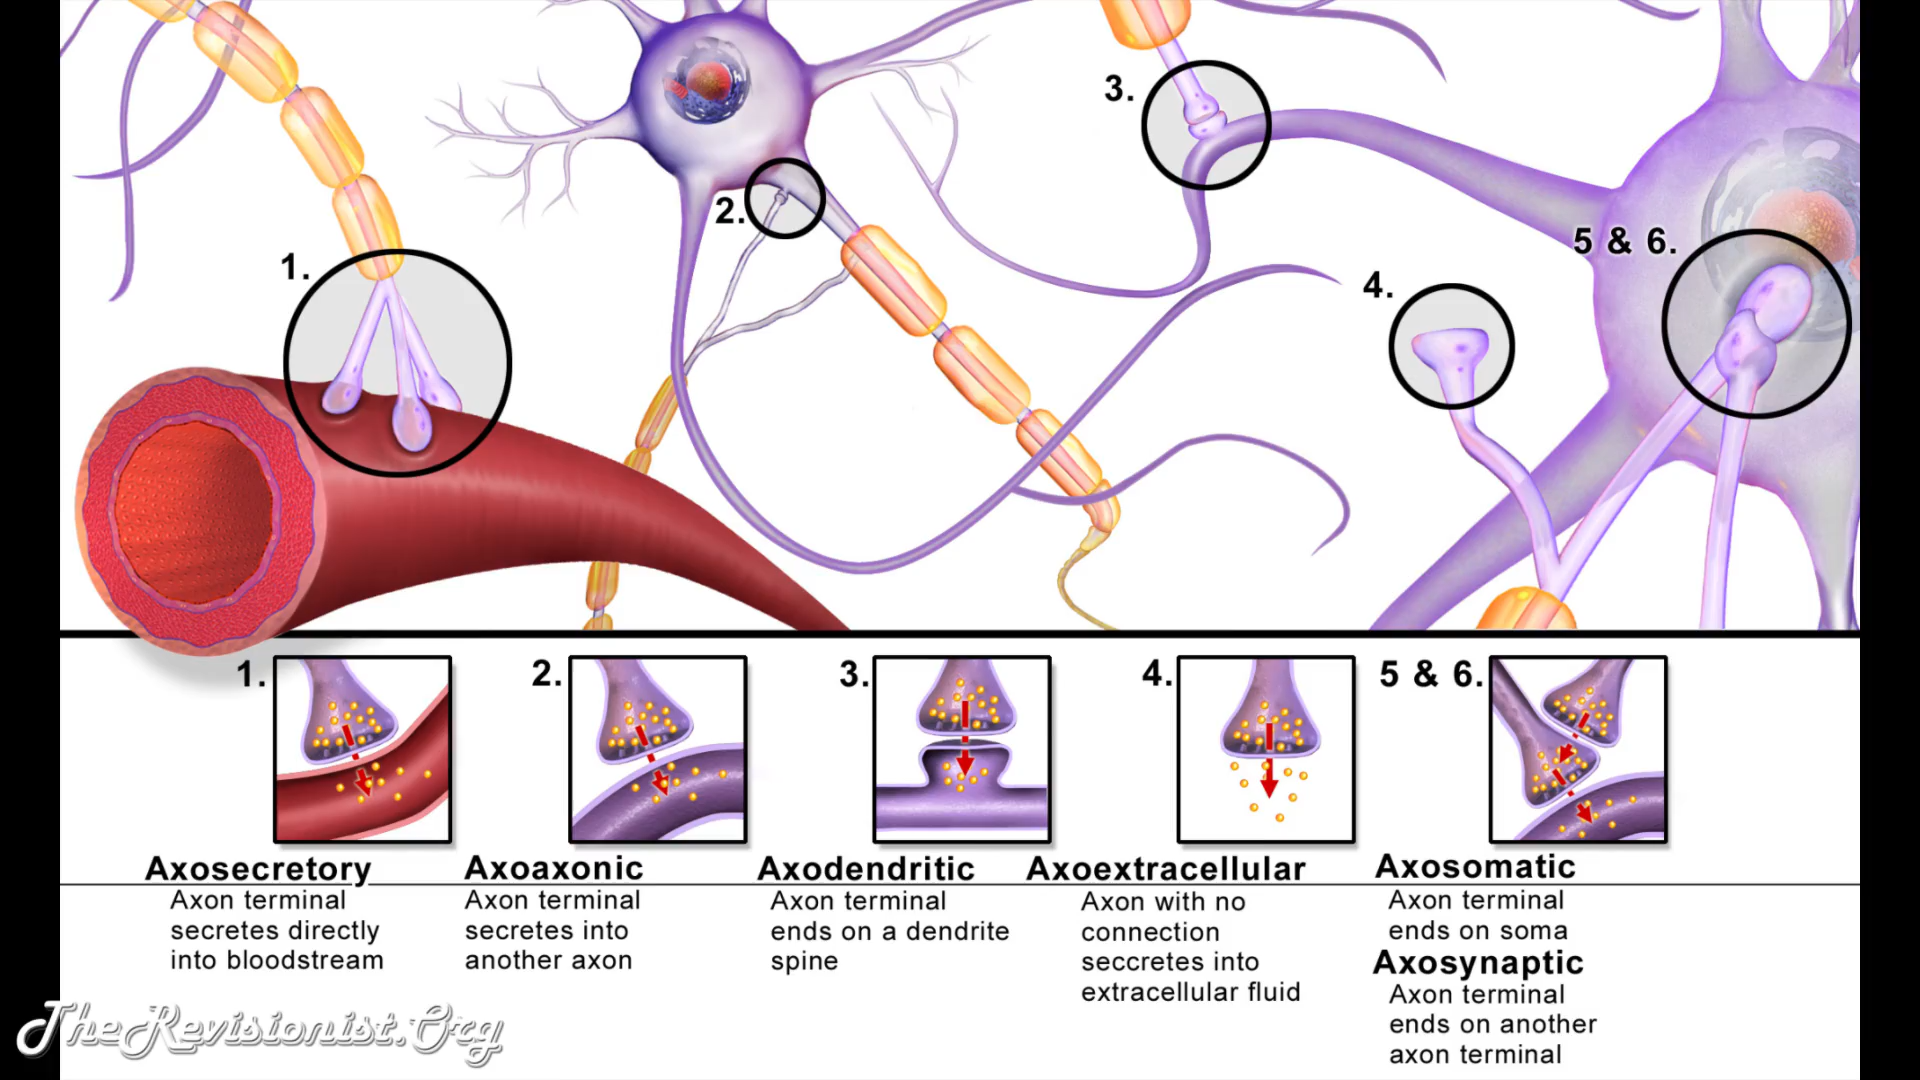 1.
2.
3.
4.
5 & 6.
1.
2.
3.
4.
5 & 6.
Axosecretory
Axon terminal
secretes directly
into bloodstream
Axoaxonic
Axon terminal
secretes into
another axon
Axodendritic
Axon terminal
ends on a dendrite
spine
Axoextracellular
Axon with no
connection
seccretes into
extracellular fluid
Axosomatic
Axon terminal
ends on soma
Axosynaptic
Axon terminal
ends on another
axon terminal
TheRevisionist.Org